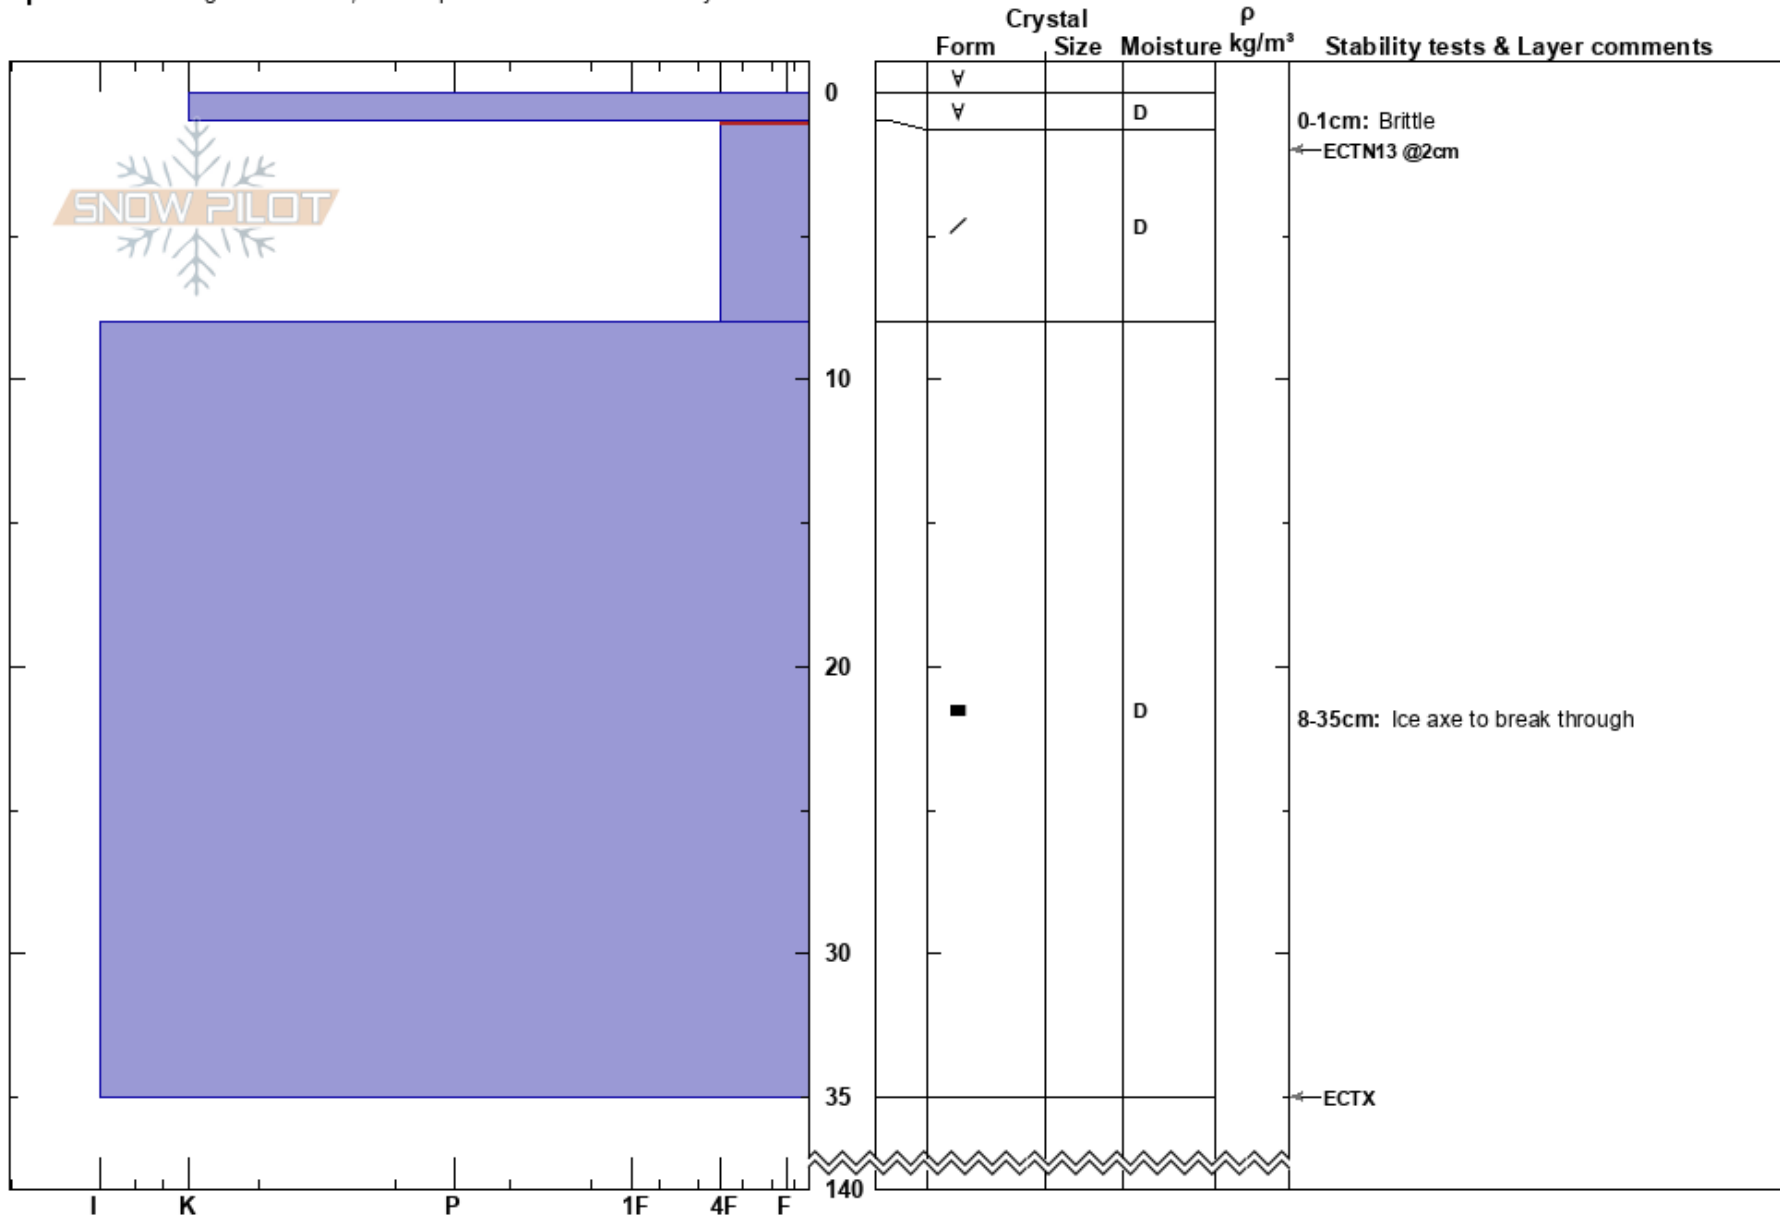 Crystal
ρ
Form Size Moisture kg/m³ Stability tests & Layer comments
0
D
0-1cm: Brittle
ECTN13 @2cm
SNOW PILOT
D
10
20
D
8-35cm: Ice axe to break through
30
35
ECTX
140
I K P 1F 4F F